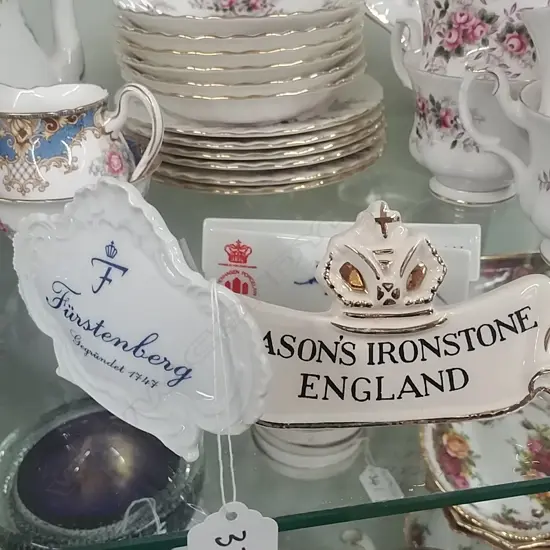 F
Fürstenberg
Gegründet 1747
ASON'S IRONSTONE
ENGLAND